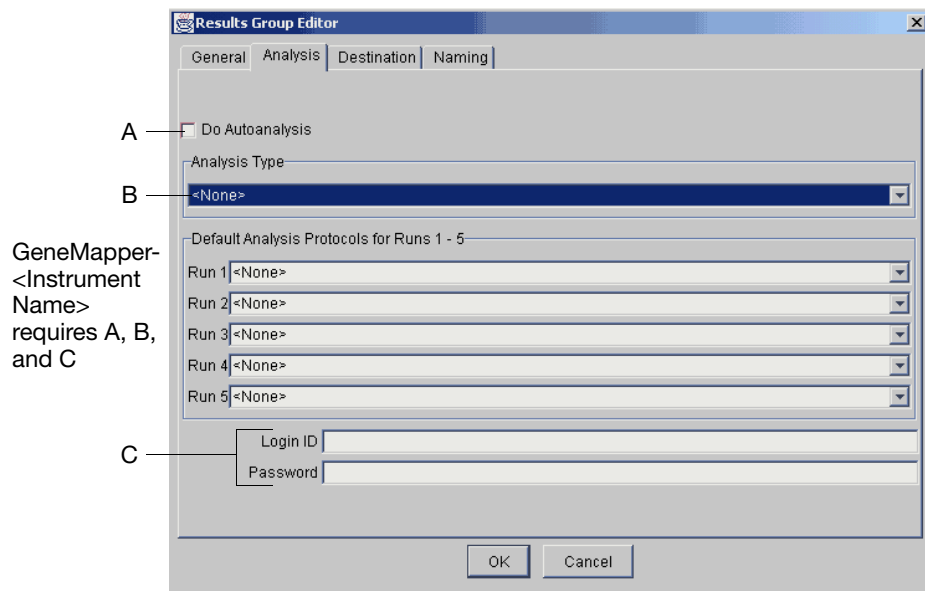 Results Group Editor
General Analysis Destination Naming
A
Do Autoanalysis
Analysis Type
B
<None>
GeneMapper-
<Instrument
Name>
requires A, B,
and C
Default Analysis Protocols for Runs 1 - 5
Run 1 <None>
Run 2 <None>
Run 3 <None>
Run 4 <None>
Run 5 <None>
C
Login ID
Password
OK Cancel